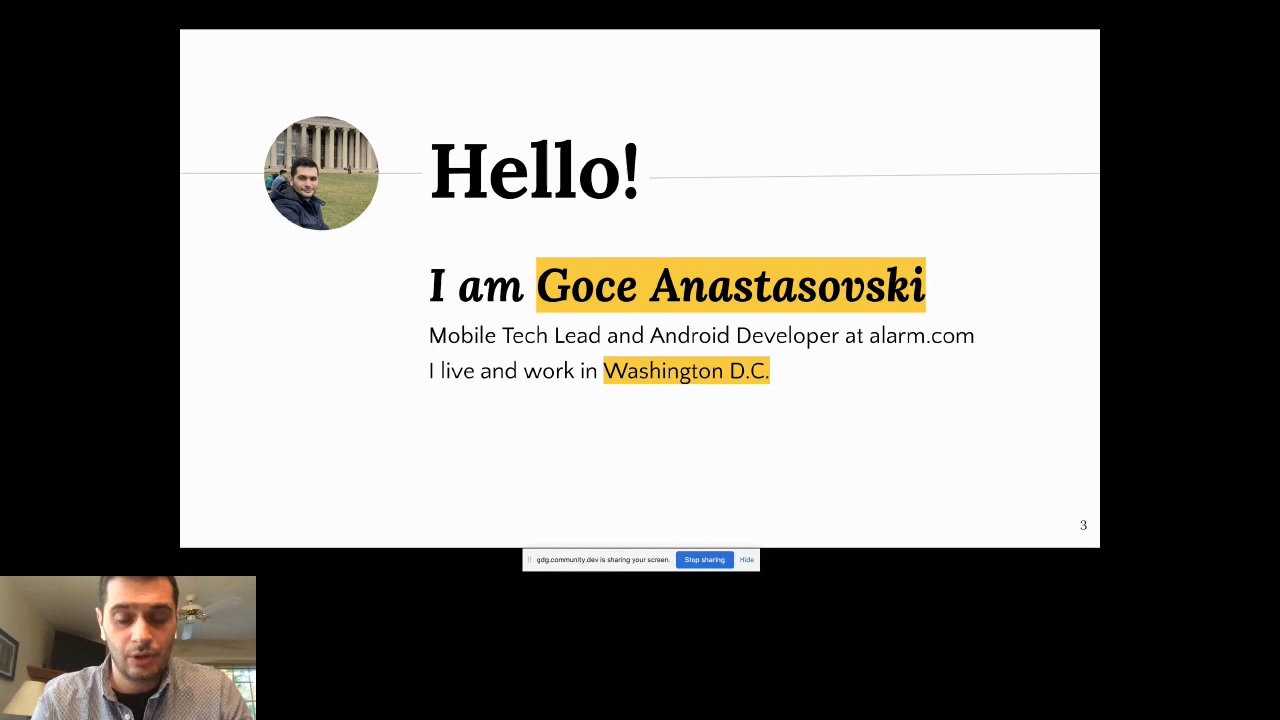 Hello!
I am Goce Anastasovski
Mobile Tech Lead and Android Developer at alarm.com
I live and work in Washington D.C.
3
gdg.community.dev is sharing your screen. Stop sharing Hide